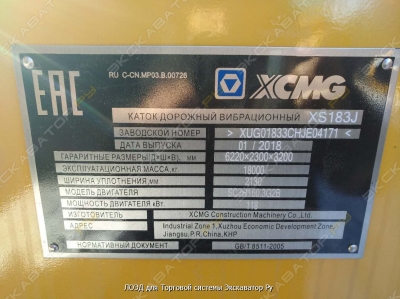 EAC
RU C-CN.MP03.B.00726
XCMG
КАТОК ДОРОЖНЫЙ ВИБРАЦИОННЫЙ XS183J
ЗАВОДСКОЙ НОМЕР > XUG01833CHJE04171 <
ДАТА ВЫПУСКА 01 / 2018
ГАБАРИТНЫЕ РАЗМЕРЫ(Д×Ш×В), мм 6220×2300×3200
ЭКСПЛУАТАЦИОННАЯ МАССА,кг 18000
ШИРИНА УПЛОТНЕНИЯ,мм 2130
МОДЕЛЬ ДВИГАТЕЛЯ
МОЩНОСТЬ ДВИГАТЕЛЯ кВт.
ИЗГОТОВИТЕЛЬ XCMG Construction Machinery Co.,Ltd.
АДРЕС Industrial Zone 1,Xuzhou Economic Development Zone,
Jiangsu,P.R.China,КНР
НОРМАТИВНЫЙ ДОКУМЕНТ GB/T 8511-2005
ПОЭД для Торговой системы Экскаватор Ру